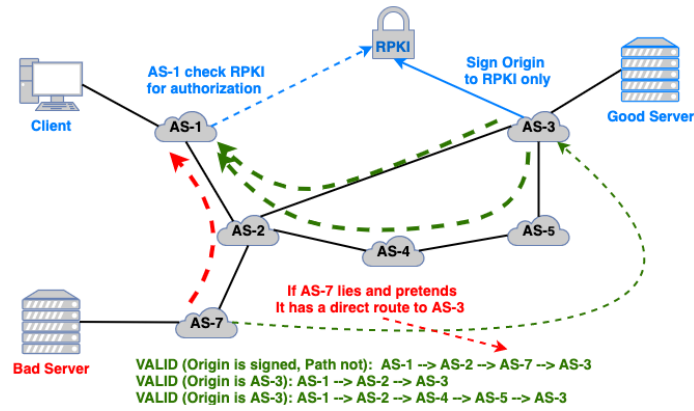 RPKI
AS-1 check RPKI
for authorization
Sign Origin
to RPKI only
Client
AS-1
AS-3
Good Server
AS-2
AS-4
AS-5
If AS-7 lies and pretends
It has a direct route to AS-3
AS-7
Bad Server
VALID (Origin is signed, Path not): AS-1 --> AS-2 --> AS-7 --> AS-3
VALID (Origin is AS-3): AS-1 --> AS-2 --> AS-3
VALID (Origin is AS-3): AS-1 --> AS-2 --> AS-4 --> AS-5 --> AS-3